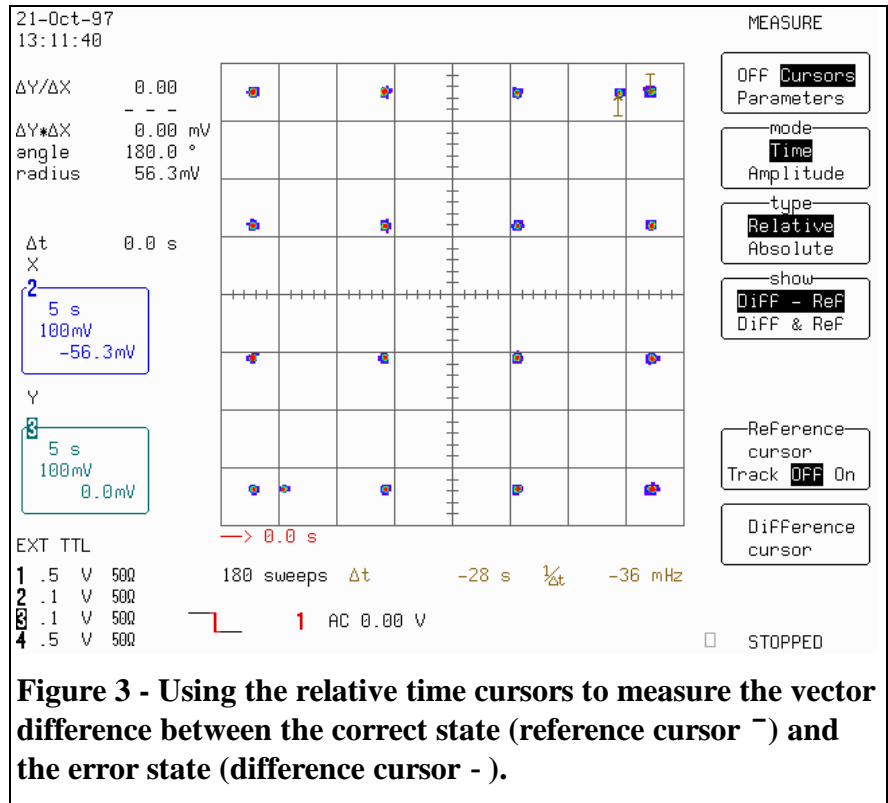 21-Oct-97
13:11:40
ΔY/ΔX 0.00
- - -
ΔY*ΔX 0.00 mV
angle 180.0 °
radius 56.3mV
Δt 0.0 s
X
2
5 s
100mV
-56.3mV
Y
3
5 s
100mV
0.0mV
EXT TTL
1 .5 V 50Ω
2 .1 V 50Ω
3 .1 V 50Ω
4 .5 V 50Ω
—> 0.0 s
180 sweeps Δt -28 s 1/Δt -36 mHz
1 AC 0.00 V
MEASURE
OFF Cursors
Parameters
mode
Time
Amplitude
type
Relative
Absolute
show
Diff - Ref
Diff & Ref
Reference
cursor
Track OFF On
Difference
cursor
STOPPED
Figure 3 - Using the relative time cursors to measure the vector
difference between the correct state (reference cursor ¯) and
the error state (difference cursor - ).